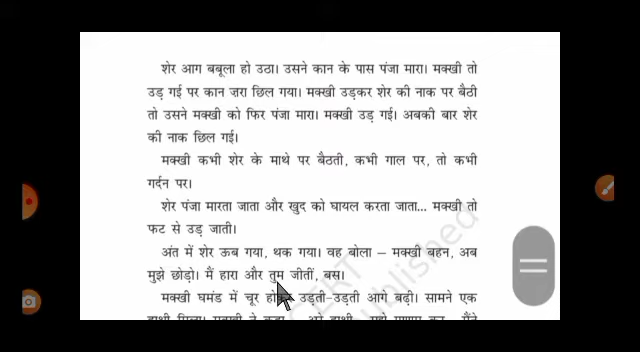 शेर आग बबूला हो उठा। उसने कान के पास पंजा मारा। मक्खी तो
उड़ गई पर कान ज़रा छिल गया। मक्खी उड़कर शेर की नाक पर बैठी
तो उसने मक्खी को फिर पंजा मारा। मक्खी उड़ गई। अबकी बार शेर
की नाक छिल गई।
मक्खी कभी शेर के माथे पर बैठती, कभी गाल पर, तो कभी
गर्दन पर।
शेर पंजा मारता जाता और खुद को घायल करता जाता... मक्खी तो
फट से उड़ जाती।
अंत में शेर ऊब गया, थक गया। वह बोला – मक्खी बहन, अब
मुझे छोड़ो। मैं हारा और तुम जीतीं, बस।
मक्खी घमंड में चूर होकर उड़ती-उड़ती आगे बढ़ी। सामने एक